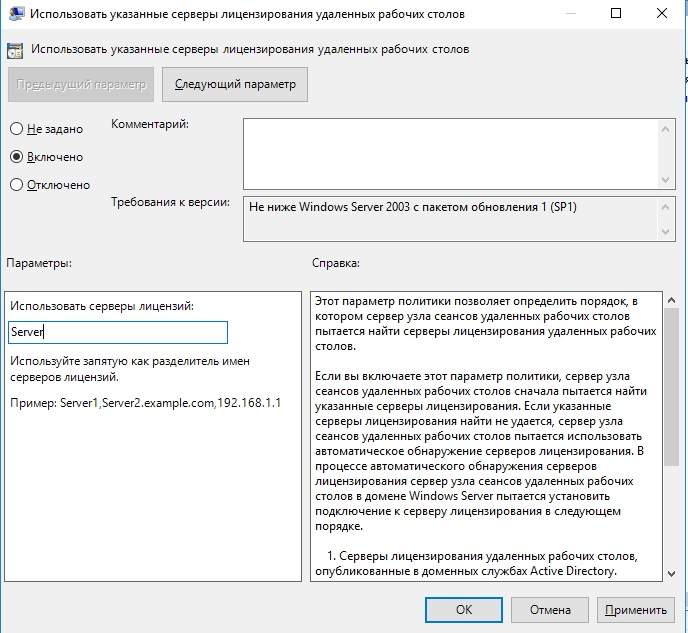 Использовать указанные серверы лицензирования удаленных рабочих столов
Использовать указанные серверы лицензирования удаленных рабочих столов
Предыдущий параметр
Следующий параметр
Не задано
Включено
Отключено
Комментарий:
Требования к версии:
Не ниже Windows Server 2003 с пакетом обновления 1 (SP1)
Параметры:
Справка:
Использовать серверы лицензий:
Server
Используйте запятую как разделитель имен
серверов лицензий.
Пример: Server1,Server2.example.com,192.168.1.1
Этот параметр политики позволяет определить порядок, в
котором сервер узла сеансов удаленных рабочих столов
пытается найти серверы лицензирования удаленных рабочих
столов.
Если вы включаете этот параметр политики, сервер узла
сеансов удаленных рабочих столов сначала пытается найти
указанные серверы лицензирования. Если указанные
серверы лицензирования найти не удается, сервер узла
сеансов удаленных рабочих столов пытается использовать
автоматическое обнаружение серверов лицензирования. В
процессе автоматического обнаружения серверов
лицензирования сервер узла сеансов удаленных рабочих
столов в домене Windows Server пытается установить
подключение к серверу лицензирования в следующем
порядке.
1. Серверы лицензирования удаленных рабочих столов,
опубликованные в доменных службах Active Directory.
ОК
Отмена
Применить